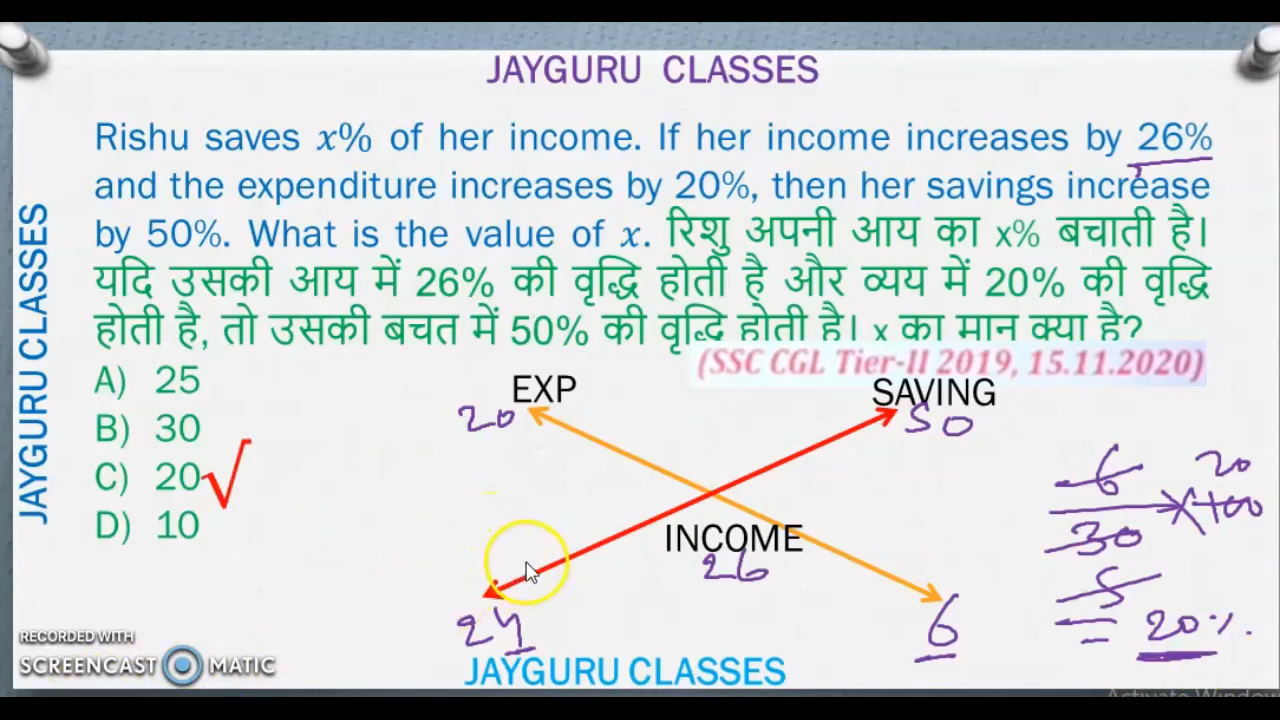 JAYGURU CLASSES
Rishu saves x% of her income. If her income increases by 26%
and the expenditure increases by 20%, then her savings increase
by 50%. What is the value of x. रिशु अपनी आय का x% बचाती है।
यदि उसकी आय में 26% की वृद्धि होती है और व्यय में 20% की वृद्धि
होती है, तो उसकी बचत में 50% की वृद्धि होती है। x का मान क्या है?
(SSC CGL Tier-II 2019, 15.11.2020)
A) 25
B) 30
C) 20
D) 10
EXP
SAVING
20
50
INCOME
26
24
6
6 20
30 × 100
5
20%
JAYGURU CLASSES
RECORDED WITH
SCREENCAST MATIC
JAYGURU CLASSES
Activate Window